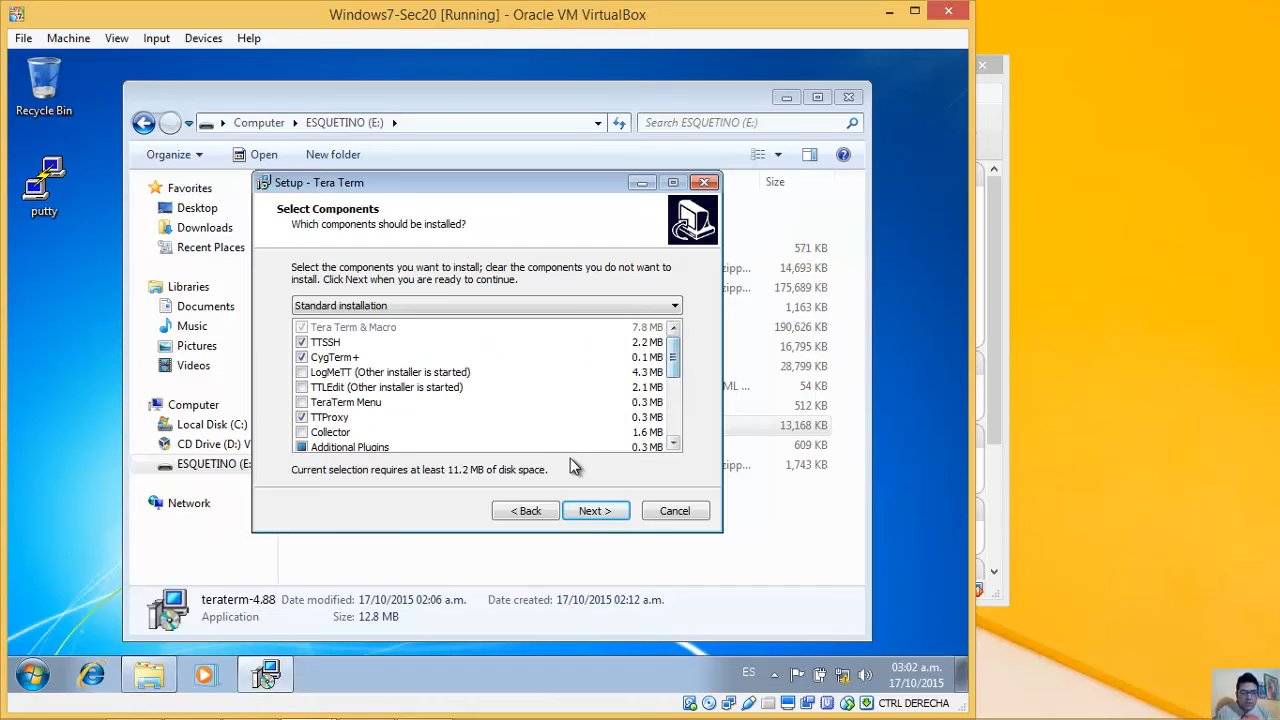 Windows7-Sec20 [Running] - Oracle VM VirtualBox
File Machine View Input Devices Help
Recycle Bin
putty
Computer ESQUETINO (E:)
Search ESQUETINO (E:)
Organize Open New folder
Favorites
Desktop
Downloads
Recent Places
Libraries
Documents
Music
Pictures
Videos
Computer
Local Disk (C:)
CD Drive (D:) V
ESQUETINO (E:
Network
Size
571 KB
zipp... 14,693 KB
zipp... 175,689 KB
1,163 KB
190,626 KB
16,795 KB
28,799 KB
ML ... 54 KB
512 KB
13,168 KB
609 KB
zipp... 1,743 KB
Setup - Tera Term
Select Components
Which components should be installed?
Select the components you want to install; clear the components you do not want to
install. Click Next when you are ready to continue.
Standard installation
Tera Term & Macro 7.8 MB
TTSSH 2.2 MB
CygTerm+ 0.1 MB
LogMeTT (Other installer is started) 4.3 MB
TTLEdit (Other installer is started) 2.1 MB
TeraTerm Menu 0.3 MB
TTProxy 0.3 MB
Collector 1.6 MB
Additional Plugins 0.3 MB
Current selection requires at least 11.2 MB of disk space.
< Back Next > Cancel
Date modified: 17/10/2015 02:06 a.m. Date created: 17/10/2015 02:12 a.m.
Application Size: 12.8 MB
ES
03:02 a.m.
17/10/2015
CTRL DERECHA